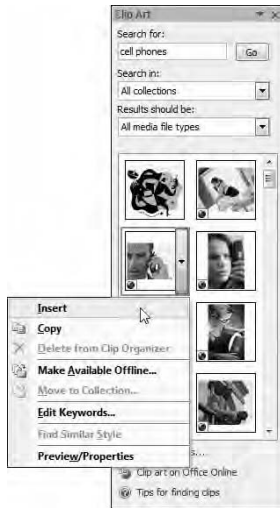 Clip Art
Search for:
cell phones
Go
Search in:
All collections
Results should be:
All media file types
Insert
Copy
Delete from Clip Organizer
Make Available Offline...
Move to Collection...
Edit Keywords...
Find Similar Style
Preview/Properties
s...
Clip art on Office Online
Tips for finding clips